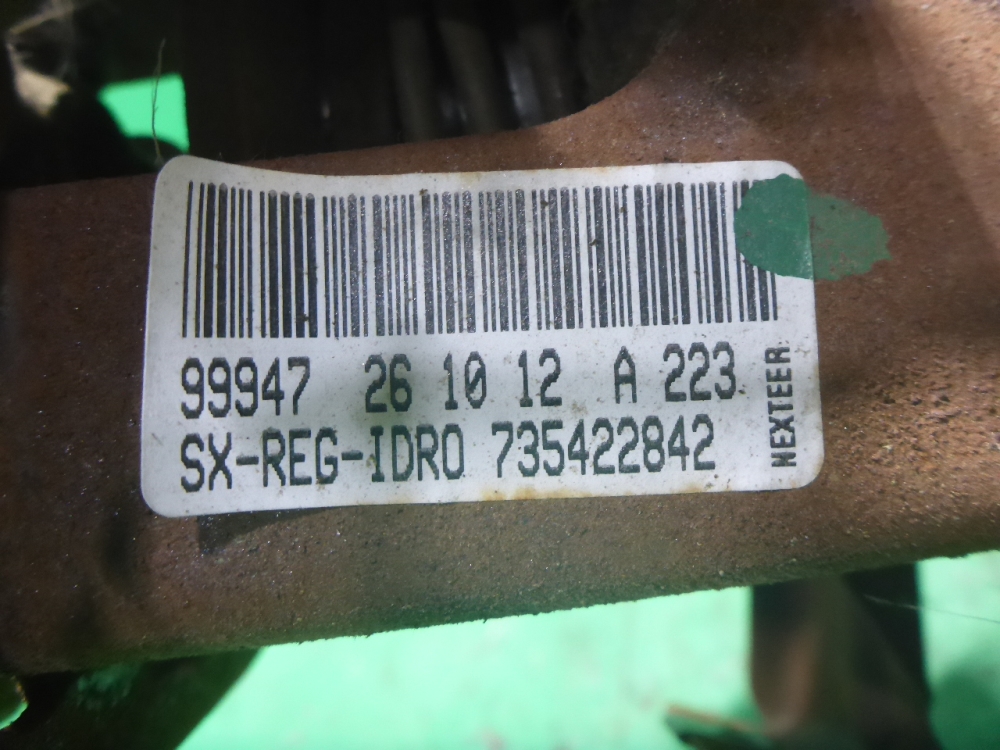 99947 26 10 12 A 223
SX-REG-IDRO 735422842
NEXTEER